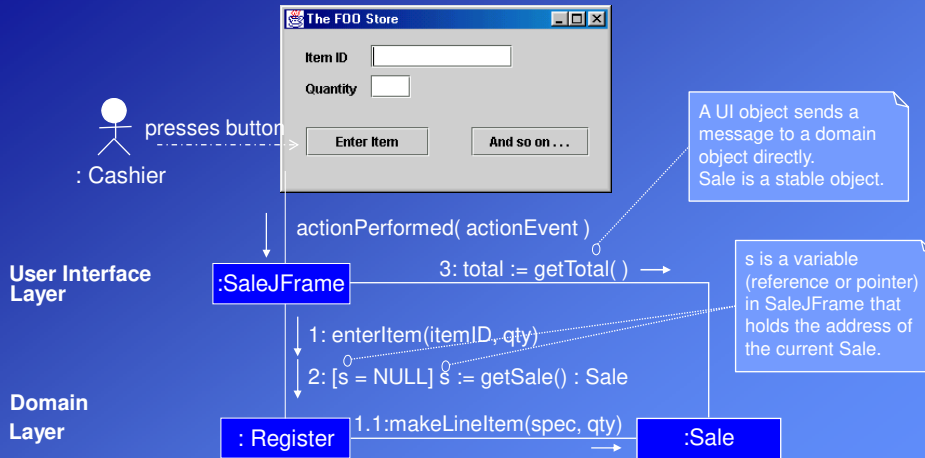 The FOO Store
Item ID
Quantity
Enter Item
And so on . . .
presses button
: Cashier
A UI object sends a
message to a domain
object directly.
Sale is a stable object.
actionPerformed( actionEvent )
User Interface
Layer
:SaleJFrame
3: total := getTotal( )
s is a variable
(reference or pointer)
in SaleJFrame that
holds the address of
the current Sale.
1: enterItem(itemID, qty)
2: [s = NULL] s := getSale() : Sale
Domain
Layer
: Register
1.1:makeLineItem(spec, qty)
:Sale